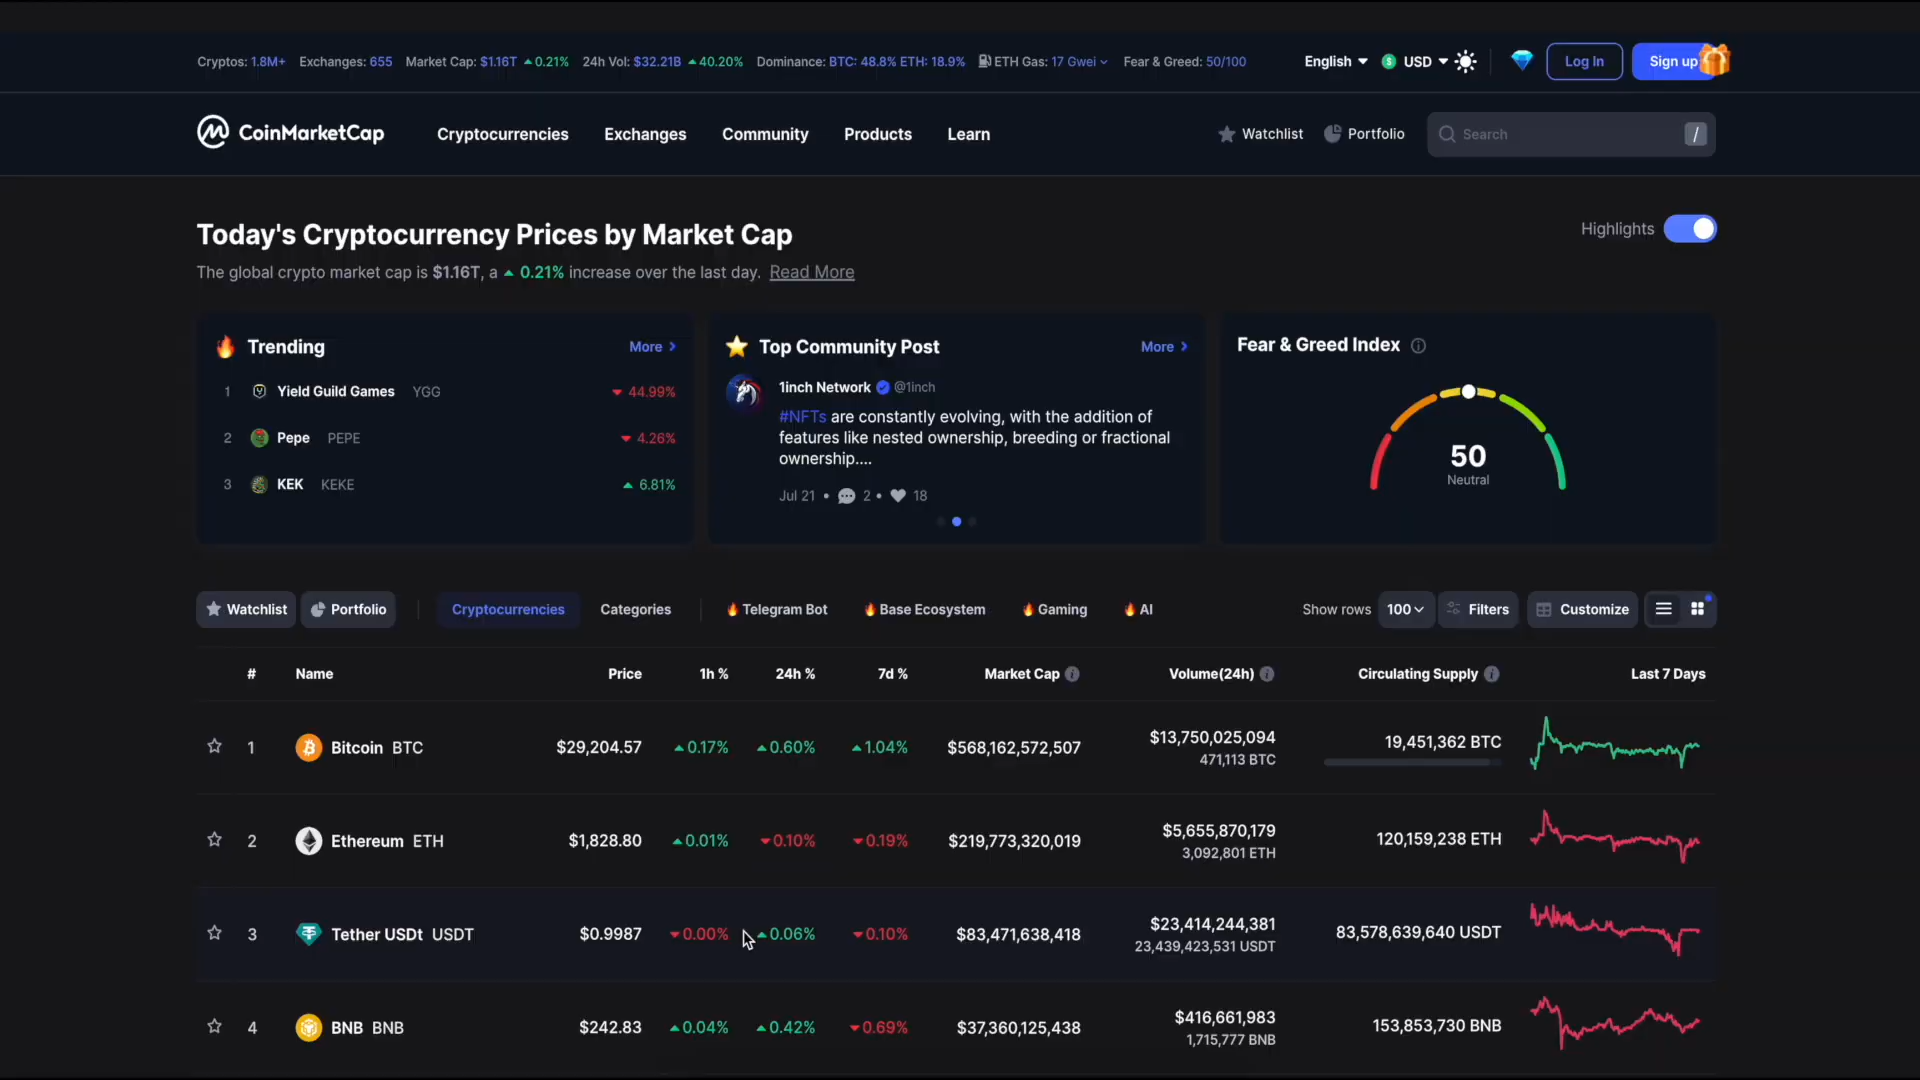 Cryptos: 1.8M+ Exchanges: 655 Market Cap: $1.16T 0.21% 24h Vol: $32.21B 40.20% Dominance: BTC: 48.8% ETH: 18.9% ETH Gas: 17 Gwei Fear & Greed: 50/100 English USD Log In Sign up
CoinMarketCap Cryptocurrencies Exchanges Community Products Learn Watchlist Portfolio Search /
Today's Cryptocurrency Prices by Market Cap
Highlights
The global crypto market cap is $1.16T, a 0.21% increase over the last day. Read More
Trending More
1 Yield Guild Games YGG 44.99%
2 Pepe PEPE 4.26%
3 KEK KEKE 6.81%
Top Community Post More
1inch Network @1inch
#NFTs are constantly evolving, with the addition of
features like nested ownership, breeding or fractional
ownership....
Jul 21 • 2 • 18
Fear & Greed Index
50
Neutral
Watchlist Portfolio Cryptocurrencies Categories Telegram Bot Base Ecosystem Gaming AI Show rows 100 Filters Customize
# Name Price 1h % 24h % 7d % Market Cap Volume(24h) Circulating Supply Last 7 Days
1 Bitcoin BTC $29,204.57 0.17% 0.60% 1.04% $568,162,572,507 $13,750,025,094 19,451,362 BTC
471,113 BTC
2 Ethereum ETH $1,828.80 0.01% 0.10% 0.19% $219,773,320,019 $5,655,870,179 120,159,238 ETH
3,092,801 ETH
3 Tether USDt USDT $0.9987 0.00% 0.06% 0.10% $83,471,638,418 $23,414,244,381 83,578,639,640 USDT
23,439,423,531 USDT
4 BNB BNB $242.83 0.04% 0.42% 0.69% $37,360,125,438 $416,661,983 153,853,730 BNB
1,715,777 BNB